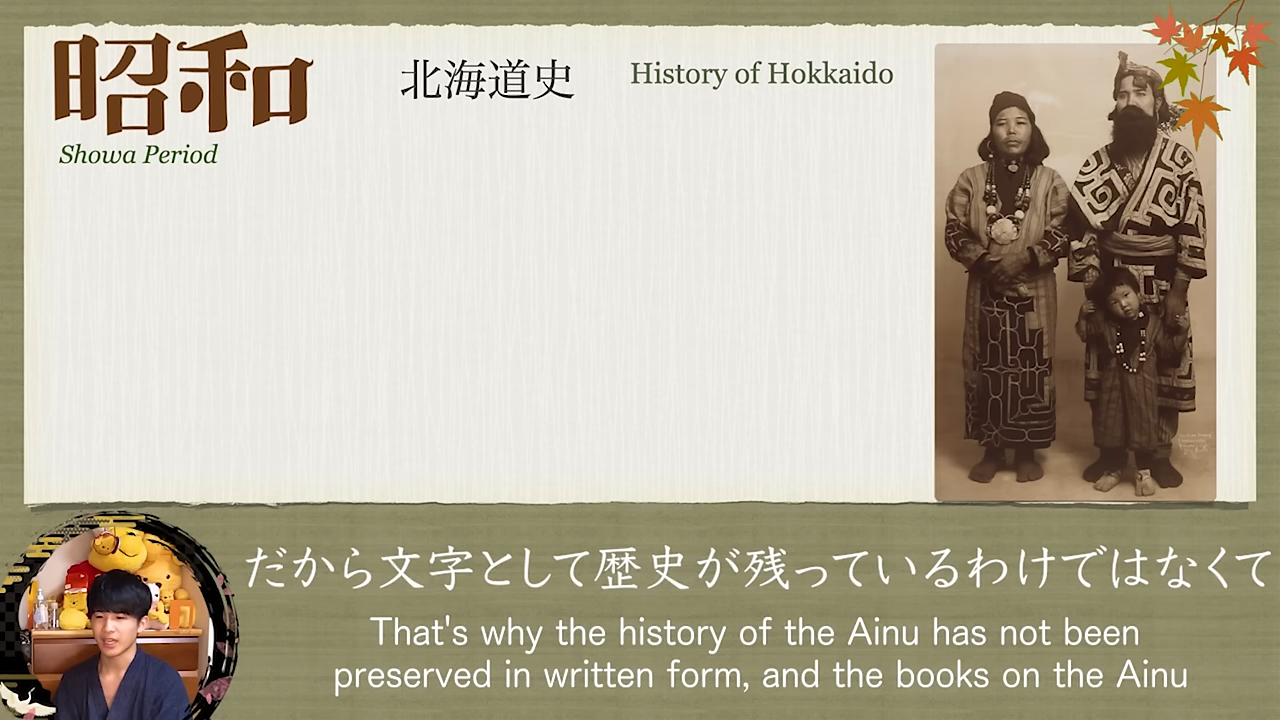 昭和
Showa Period
北海道史
History of Hokkaido
だから文字として歴史が残っているわけではなくて
That's why the history of the Ainu has not been
preserved in written form, and the books on the Ainu